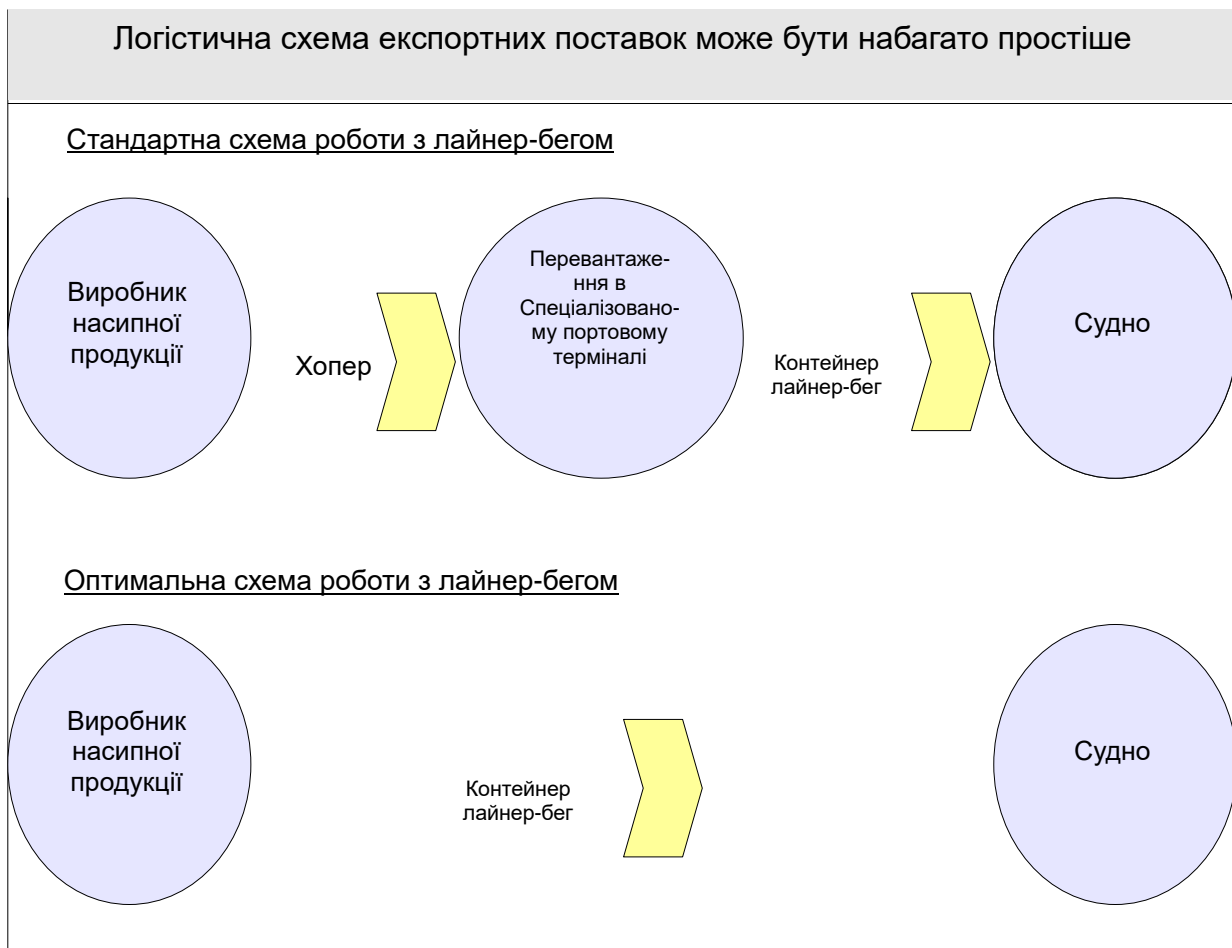 Логістична схема експортних поставок може бути набагато простіше
Стандартна схема роботи з лайнер-бегом
Виробник
насипної
продукції
Хопер
Перевантаже-
ння в
Спеціалізовано-
му портовому
терміналі
Контейнер
лайнер-бег
Судно
Оптимальна схема роботи з лайнер-бегом
Виробник
насипної
продукції
Контейнер
лайнер-бег
Судно